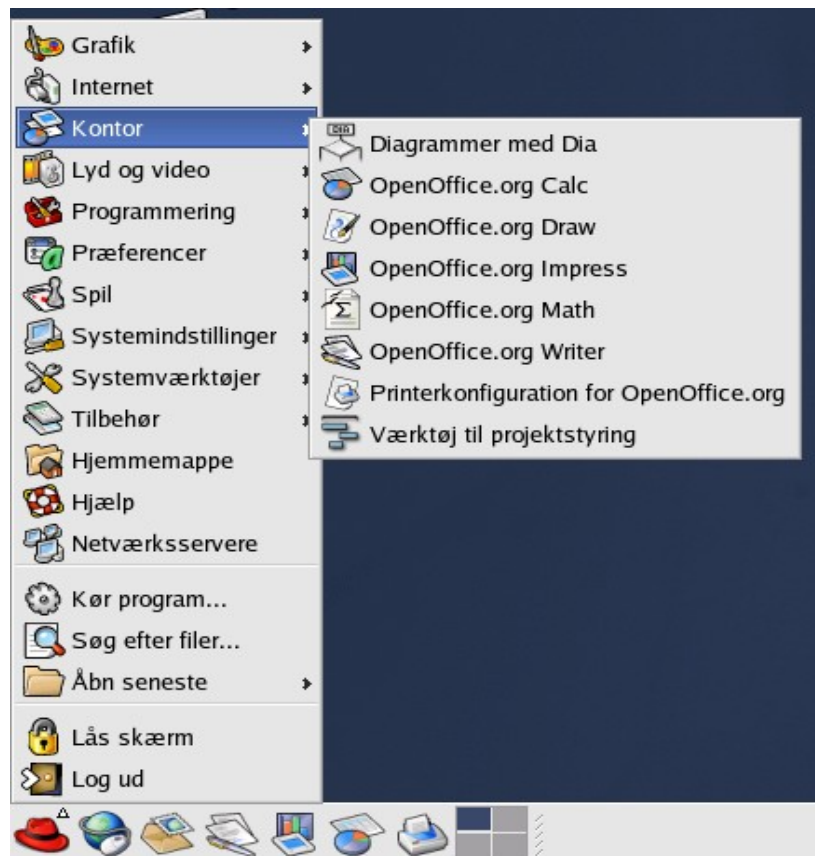 Grafik
Internet
Kontor
Lyd og video
Programmering
Præferencer
Spil
Systemindstillinger
Systemværktøjer
Tilbehør
Hjemmemappe
Hjælp
Netværksservere
Kør program...
Søg efter filer...
Åbn seneste
Lås skærm
Log ud
DIA
Diagrammer med Dia
OpenOffice.org Calc
OpenOffice.org Draw
OpenOffice.org Impress
OpenOffice.org Math
OpenOffice.org Writer
Printerkonfiguration for OpenOffice.org
Værktøj til projektstyring